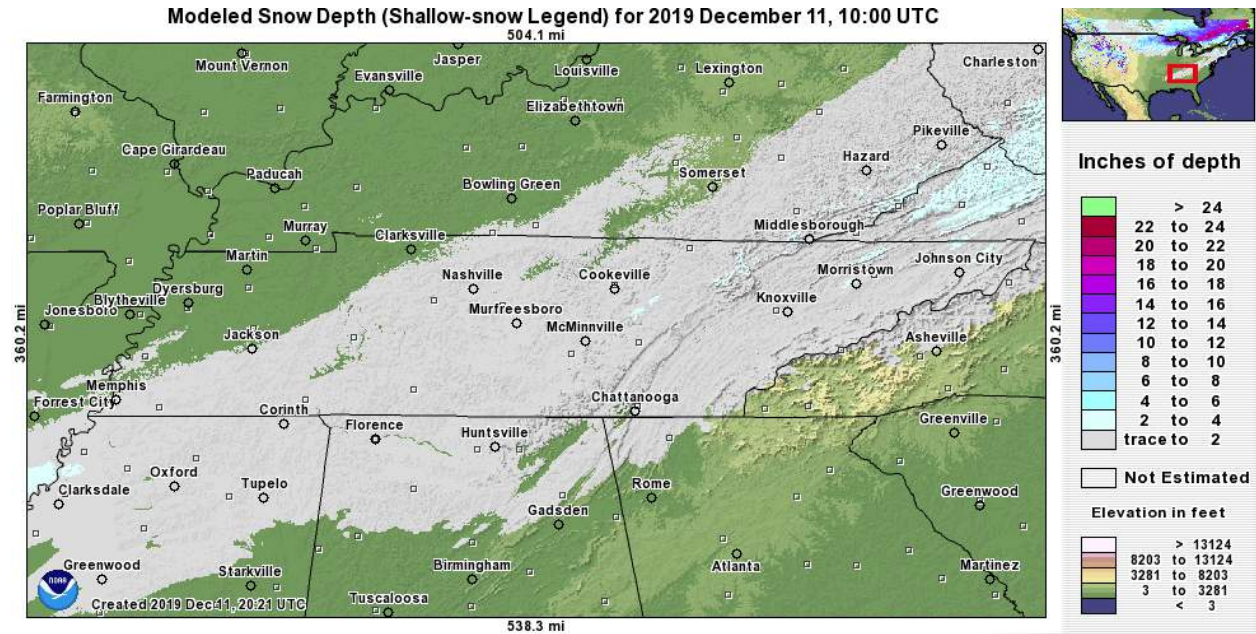 Modeled Snow Depth (Shallow-snow Legend) for 2019 December 11, 10:00 UTC
504.1 mi
Mount Vernon
Jasper
Evansville
Louisville
Lexington
Charleston
Farmington
Elizabethtown
Pikeville
Cape Girardeau
Hazard
Paducah
Bowling Green
Somerset
Poplar Bluff
Murray
Clarksville
Middlesborough
Martin
Nashville
Cookeville
Morristown
Johnson City
Dyersburg
Blytheville
Jonesboro
Murfreesboro
Knoxville
McMinnville
Jackson
Asheville
360.2 mi
360.2 mi
Memphis
Forrest City
Chattanooga
Corinth
Florence
Huntsville
Greenville
Oxford
Tupelo
Clarksdale
Rome
Greenwood
Gadsden
Greenwood
Starkville
Birmingham
Atlanta
Martinez
NOAA
Created 2019 Dec 11, 20:21 UTC
Tuscaloosa
538.3 mi
Inches of depth
> 24
22 to 24
20 to 22
18 to 20
16 to 18
14 to 16
12 to 14
10 to 12
8 to 10
6 to 8
4 to 6
2 to 4
trace to 2
Not Estimated
Elevation in feet
> 13124
8203 to 13124
3281 to 8203
3 to 3281
< 3